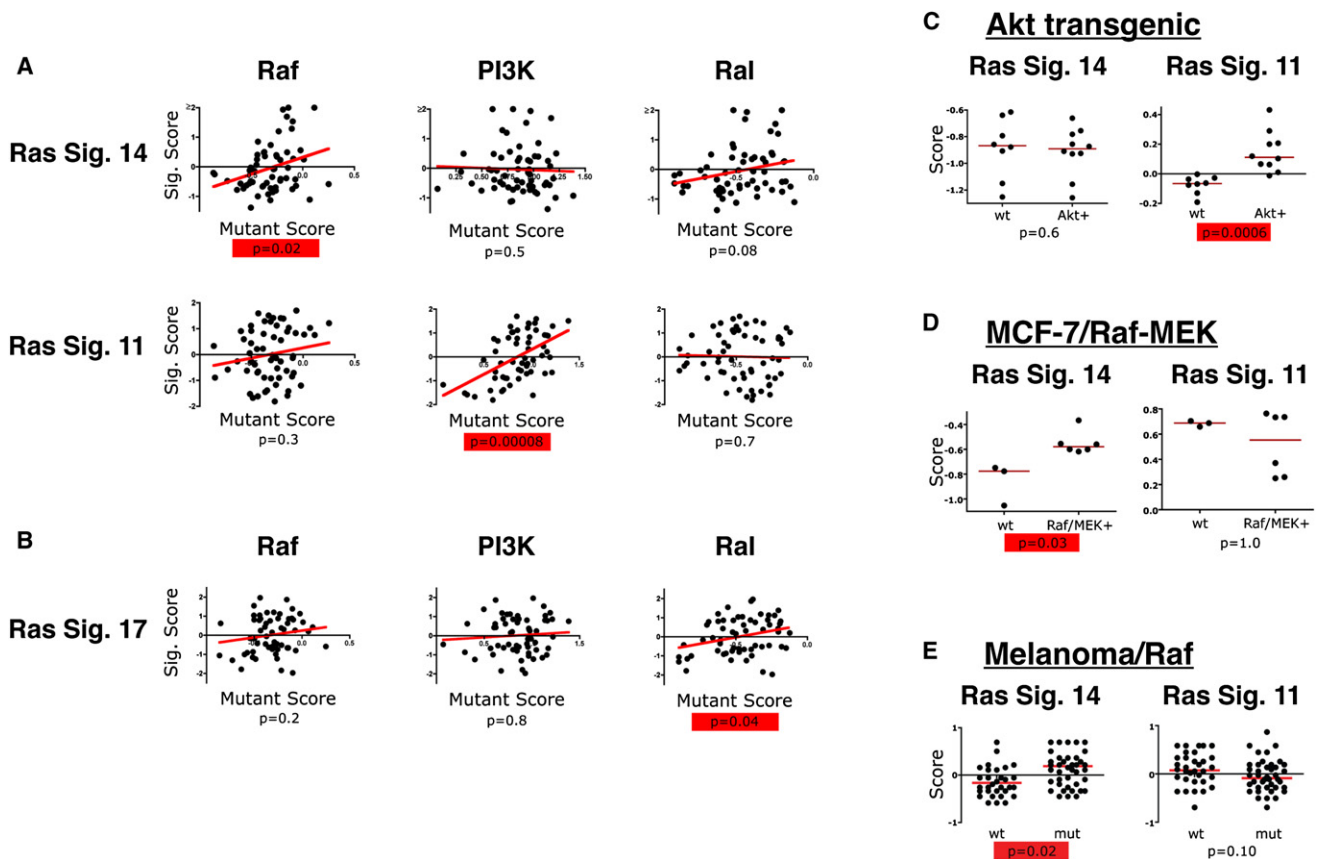 A
Raf PI3K Ral
Ras Sig. 14
Sig. Score
≥2 1 0 -1
0.0 0.5
Mutant Score
p=0.02
≥2 1 0 -1
0.25 0.50 1.00 1.25 1.50
Mutant Score
p=0.5
≥2 1 0 -1
-0.5 0.0
Mutant Score
p=0.08
Ras Sig. 11
Sig. Score
2 1 0 -1 -2
0.0 0.5
Mutant Score
p=0.3
2 1 0 -1 -2
0.5 1.5
Mutant Score
p=0.00008
2 1 0 -1 -2
-0.5 0.0
Mutant Score
p=0.7
B
Raf PI3K Ral
Ras Sig. 17
Sig. Score
2 1 0 -1 -2
0.5
Mutant Score
p=0.2
2 1 0 -1 -2
0.5 1.5
Mutant Score
p=0.8
2 1 0 -1 -2
0.0
Mutant Score
p=0.04
C
Akt transgenic
Ras Sig. 14 Ras Sig. 11
Score
-0.6 -0.8 -1.0 -1.2
wt Akt+
p=0.6
0.4 0.2 0.0 -0.2
wt Akt+
p=0.0006
D
MCF-7/Raf-MEK
Ras Sig. 14 Ras Sig. 11
Score
-0.4 -0.6 -0.8 -1.0
wt Raf/MEK+
p=0.03
0.8 0.6 0.4 0.2 0.0
wt Raf/MEK+
p=1.0
E
Melanoma/Raf
Ras Sig. 14 Ras Sig. 11
Score
1 0 -1
wt mut
p=0.02
1 0 -1
wt mut
p=0.10